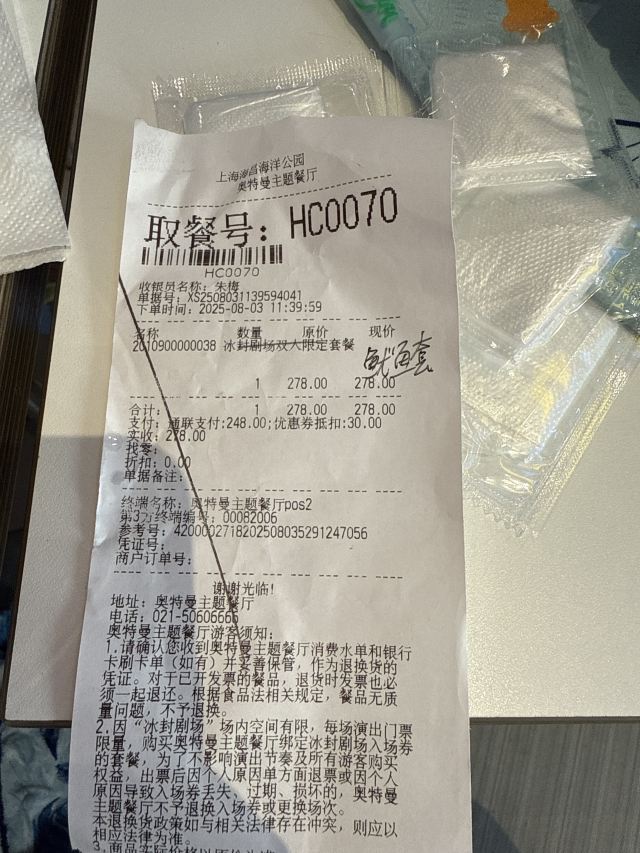 上海海昌海洋公园
奥特曼主题餐厅
取餐号: HC0070
HC0070
收银员名称: 朱梅
单据号: XS2508031139594041
下单时间: 2025-08-03 11:39:59
名称 数量 原价 现价
2010900000038 冰封剧场双人限定套餐
鱿鱼套
1 278.00 278.00
合计: 1 278.00 278.00
支付: 通联支付:248.00;优惠券抵扣:30.00
实收: 278.00
找零:
折扣: 0.00
单据备注:
终端名称: 奥特曼主题餐厅pos2
第3方终端编号: 00082006
参考号: 4200002718202508035291247056
凭证号:
商户订单号:
谢谢光临!
地址: 奥特曼主题餐厅
电话: 021-50606666
奥特曼主题餐厅游客须知:
1.请确认您收到奥特曼主题餐厅消费水单和银行
卡刷卡单（如有）并妥善保管，作为退换货的
凭证。对于已开发票的餐品，退货时发票也必
须一起退还。根据食品法相关规定，餐品无质
量问题，不予退换。
2.因“冰封剧场”场内空间有限，每场演出门票
限量，购买奥特曼主题餐厅绑定冰封剧场入场券
的套餐，为了不影响演出节奏及所有游客购买
权益，出票后因个人原因单方面退票或因个人
原因导致入场券丢失、过期、损坏的，奥特曼
主题餐厅不予退换入场券或更换场次。
本退换货政策如与相关法律存在冲突，则应以
相应法律为准。